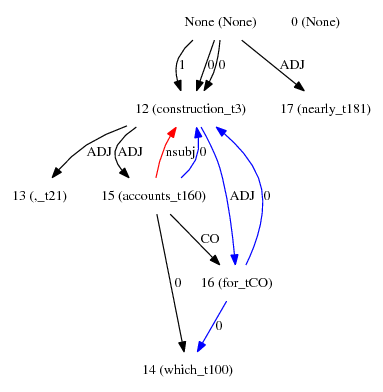 None (None) 0 (None)
1 0 0 ADJ
12 (construction_t3) 17 (nearly_t181)
ADJ ADJ nsubj 0
13 (,_t21) 15 (accounts_t160) ADJ 0
CO
16 (for_tCO)
0
0
14 (which_t100)